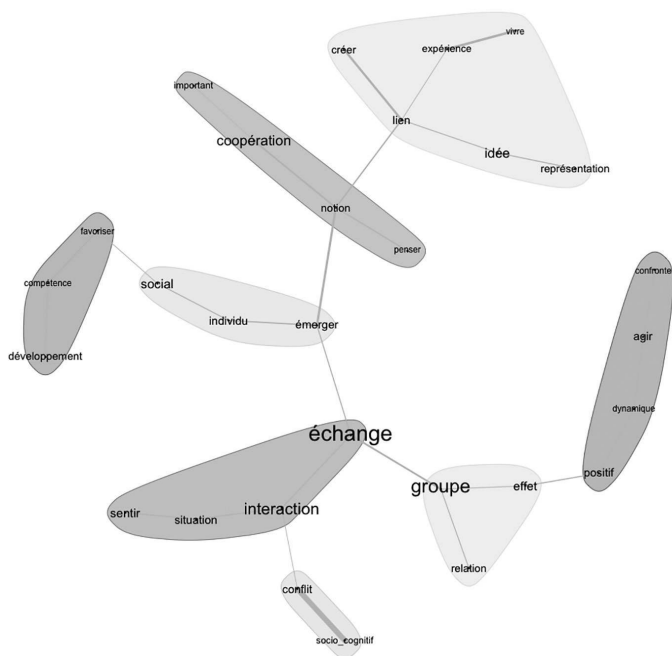 vivre
créer
expérience
important
lien
coopération
idée
représentation
notion
favoriser
penser
confronter
compétence
social
individu
émerger
agir
développement
dynamique
échange
positif
groupe
effet
interaction
sentir
situation
relation
conflit
socio_cognitif